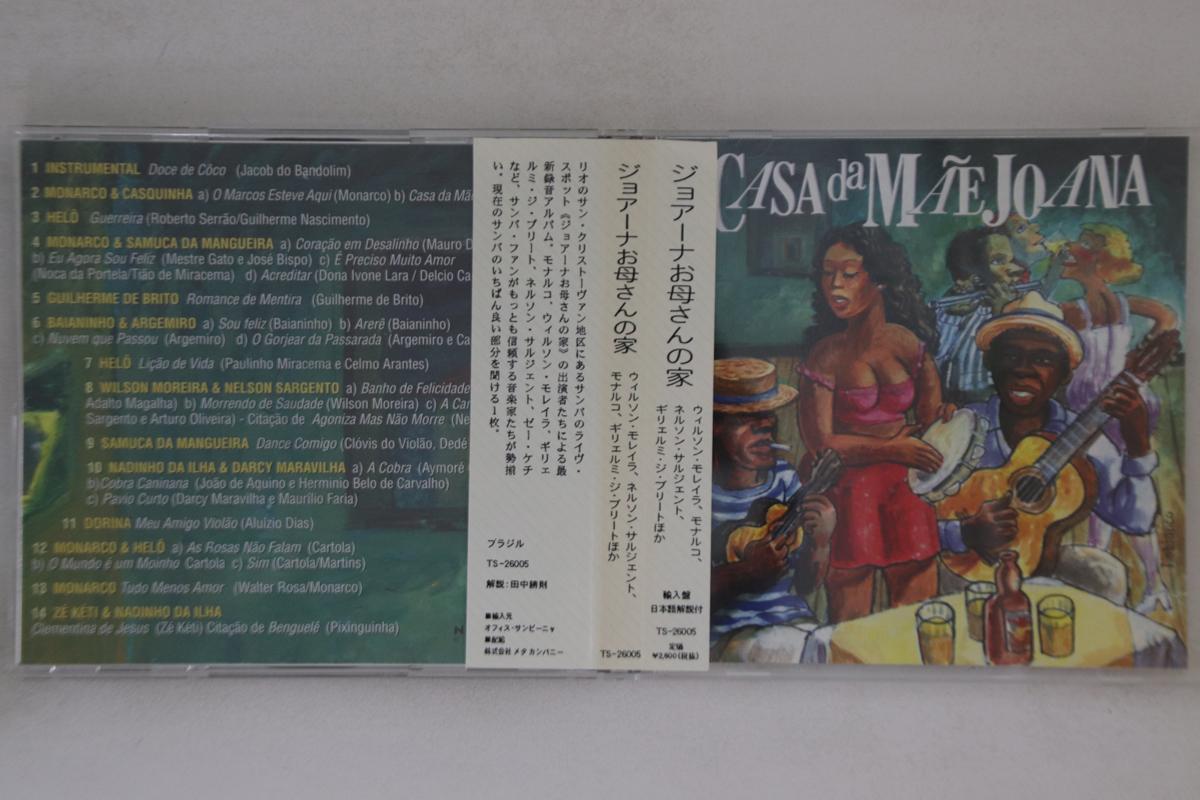 1 INSTRUMENTAL Doce de Côco (Jacob do Bandolim)
2 MONARCO & CASQUINHA a) O Marcos Esteve Aqui (Monarco) b) Casa da Mã
3 HELÔ Guerreira (Roberto Serrão/Guilherme Nascimento)
4 MONARCO & SAMUCA DA MANGUEIRA a) Coração em Desalinho (Mauro D
b) Eu Agora Sou Feliz (Mestre Gato e José Bispo) c) É Preciso Muito Amor
(Noca da Portela/Tião de Miracema) d) Acreditar (Dona Ivone Lara / Delcio Ca
5 GUILHERME DE BRITO Romance de Mentira (Guilherme de Brito)
6 BAIANINHO & ARGEMIRO a) Sou feliz (Baianinho) b) Arerê (Baianinho)
c) Nuvem que Passou (Argemiro) d) O Gorjear da Passarada (Argemiro e Ca
7 HELÔ Lição de Vida (Paulinho Miracema e Celmo Arantes)
8 WILSON MOREIRA & NELSON SARGENTO a) Banho de Felicidade
Adalto Magalha) b) Morrendo de Saudade (Wilson Moreira) c) A Can
Sargento e Arturo Oliveira) - Citação de Agoniza Mas Não Morre (Ne
9 SAMUCA DA MANGUEIRA Dance Comigo (Clóvis do Violão, Dedé
10 NADINHO DA ILHA & DARCY MARAVILHA a) A Cobra (Aymoré
b)Cobra Caninana (João de Aquino e Herminio Belo de Carvalho)
c) Pavio Curto (Darcy Maravilha e Maurílio Faria)
11 DORINA Meu Amigo Violão (Aluízio Dias)
12 MONARCO & HELÔ a) As Rosas Não Falam (Cartola)
b) O Mundo é um Moinho Cartola c) Sim (Cartola/Martins)
13 MONARCO Tudo Menos Amor (Walter Rosa/Monarco)
14 ZÉ KÉTI & NADINHO DA ILHA
Clementina de Jesus (Zé Kéti) Citação de Benguelê (Pixinguinha)
リオのサン・クリストーヴァン地区にあるサンバのライヴ・
スポット《ジョアーナお母さんの家》の出演者たちによる最
新録音アルバム。モナルコ、ウィルソン・モレイラ、ギリェ
ルミ・ジ・ブリート、ネルソン・サルジェント、ゼー・ケチ
など、サンバ・ファンがもっとも信頼する音楽家たちが勢揃
い。現在のサンバのいちばん良い部分を聞ける1枚。
ブラジル
TS-26005
解説:田中勝則
■輸入元
オフィス・サンビーニャ
■配給
株式会社 メタ カンパニー
ジョアーナお母さんの家
ウィルソン・モレイラ、ネルソン・サルジェント、
モナルコ、ギリェルミ・ジ・ブリートほか
TS-26005
ジョアーナお母さんの家
ウィルソン・モレイラ、モナルコ、
ネルソン・サルジェント、
ギリェルミ・ジ・ブリートほか
輸入盤
日本語解説付
TS-26005
定価
¥2,600(税抜)
CASA da MÃE JOANA